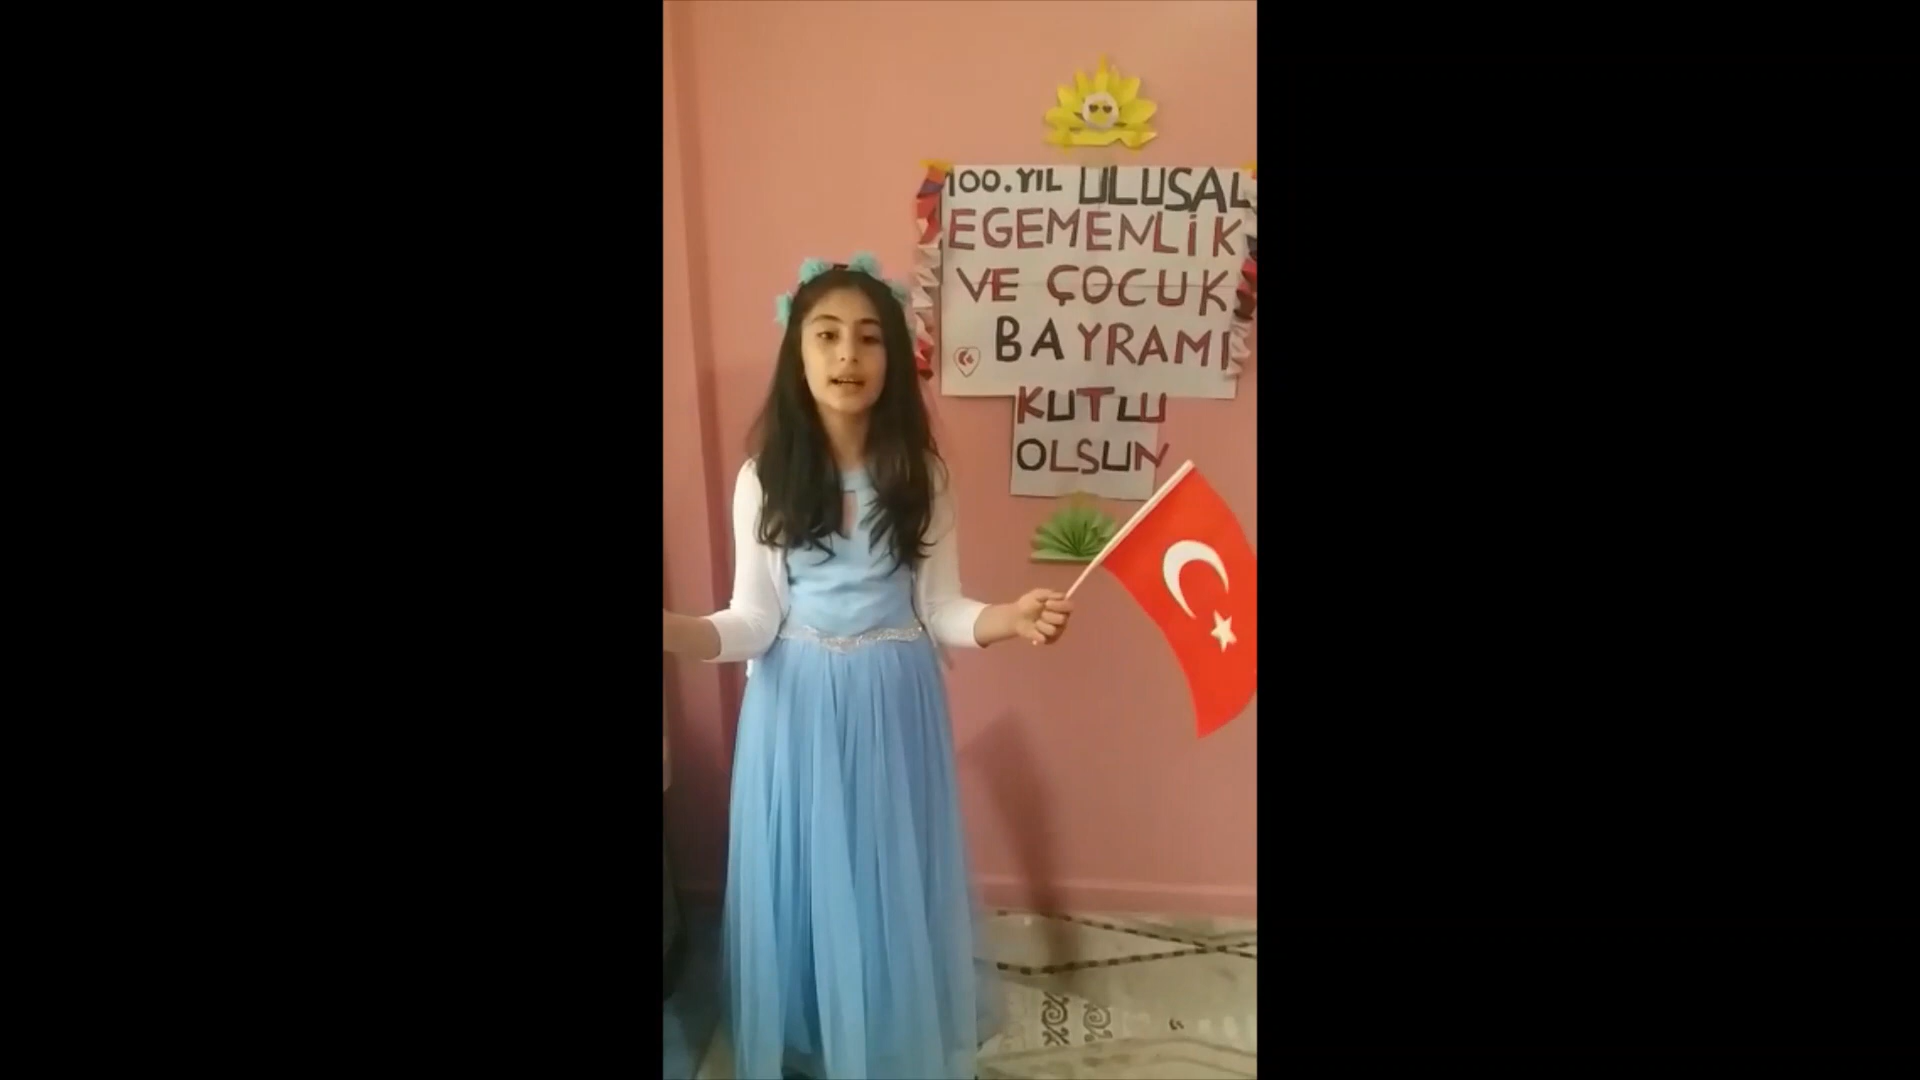 100.YIL ULUSAL
EGEMENLİK
VE ÇOCUK
BAYRAMI
KUTLU
OLSUN